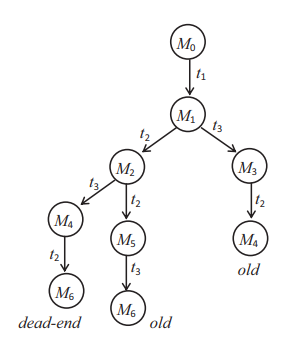 M0
t1
M1
t2 t3
M2 M3
t3 t2 t2
M4 M5 M4
t2 t3 old
M6 M6
dead-end old